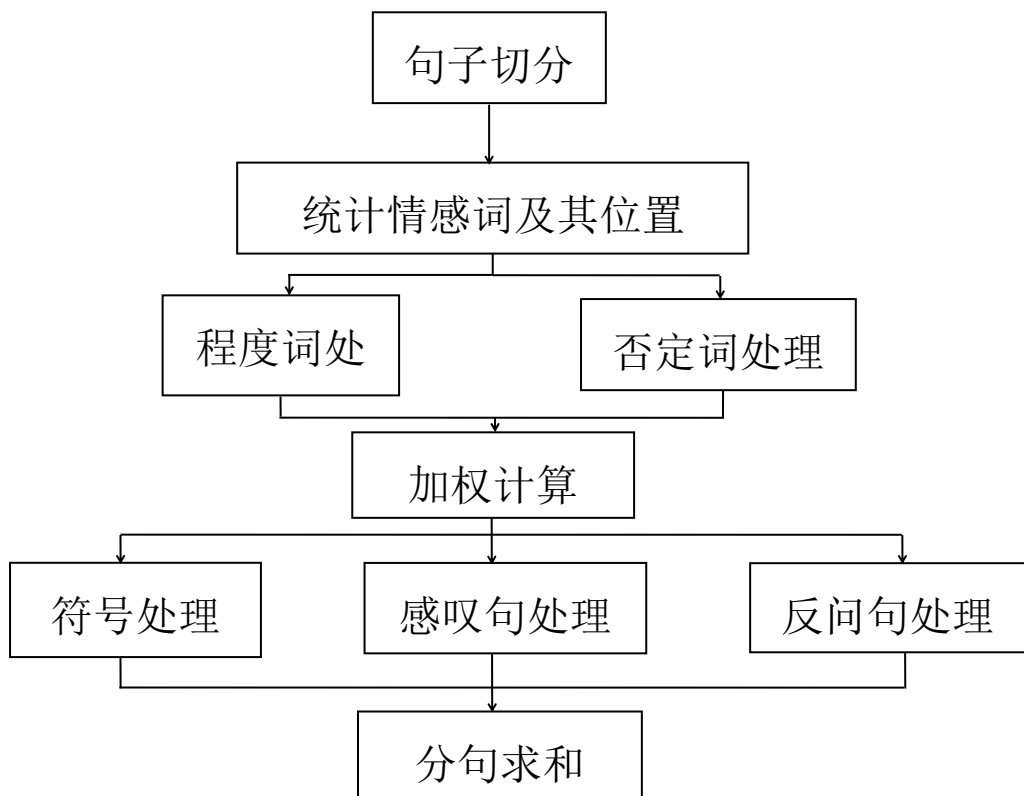 句子切分
统计情感词及其位置
程度词处
否定词处理
加权计算
符号处理
感叹句处理
反问句处理
分句求和